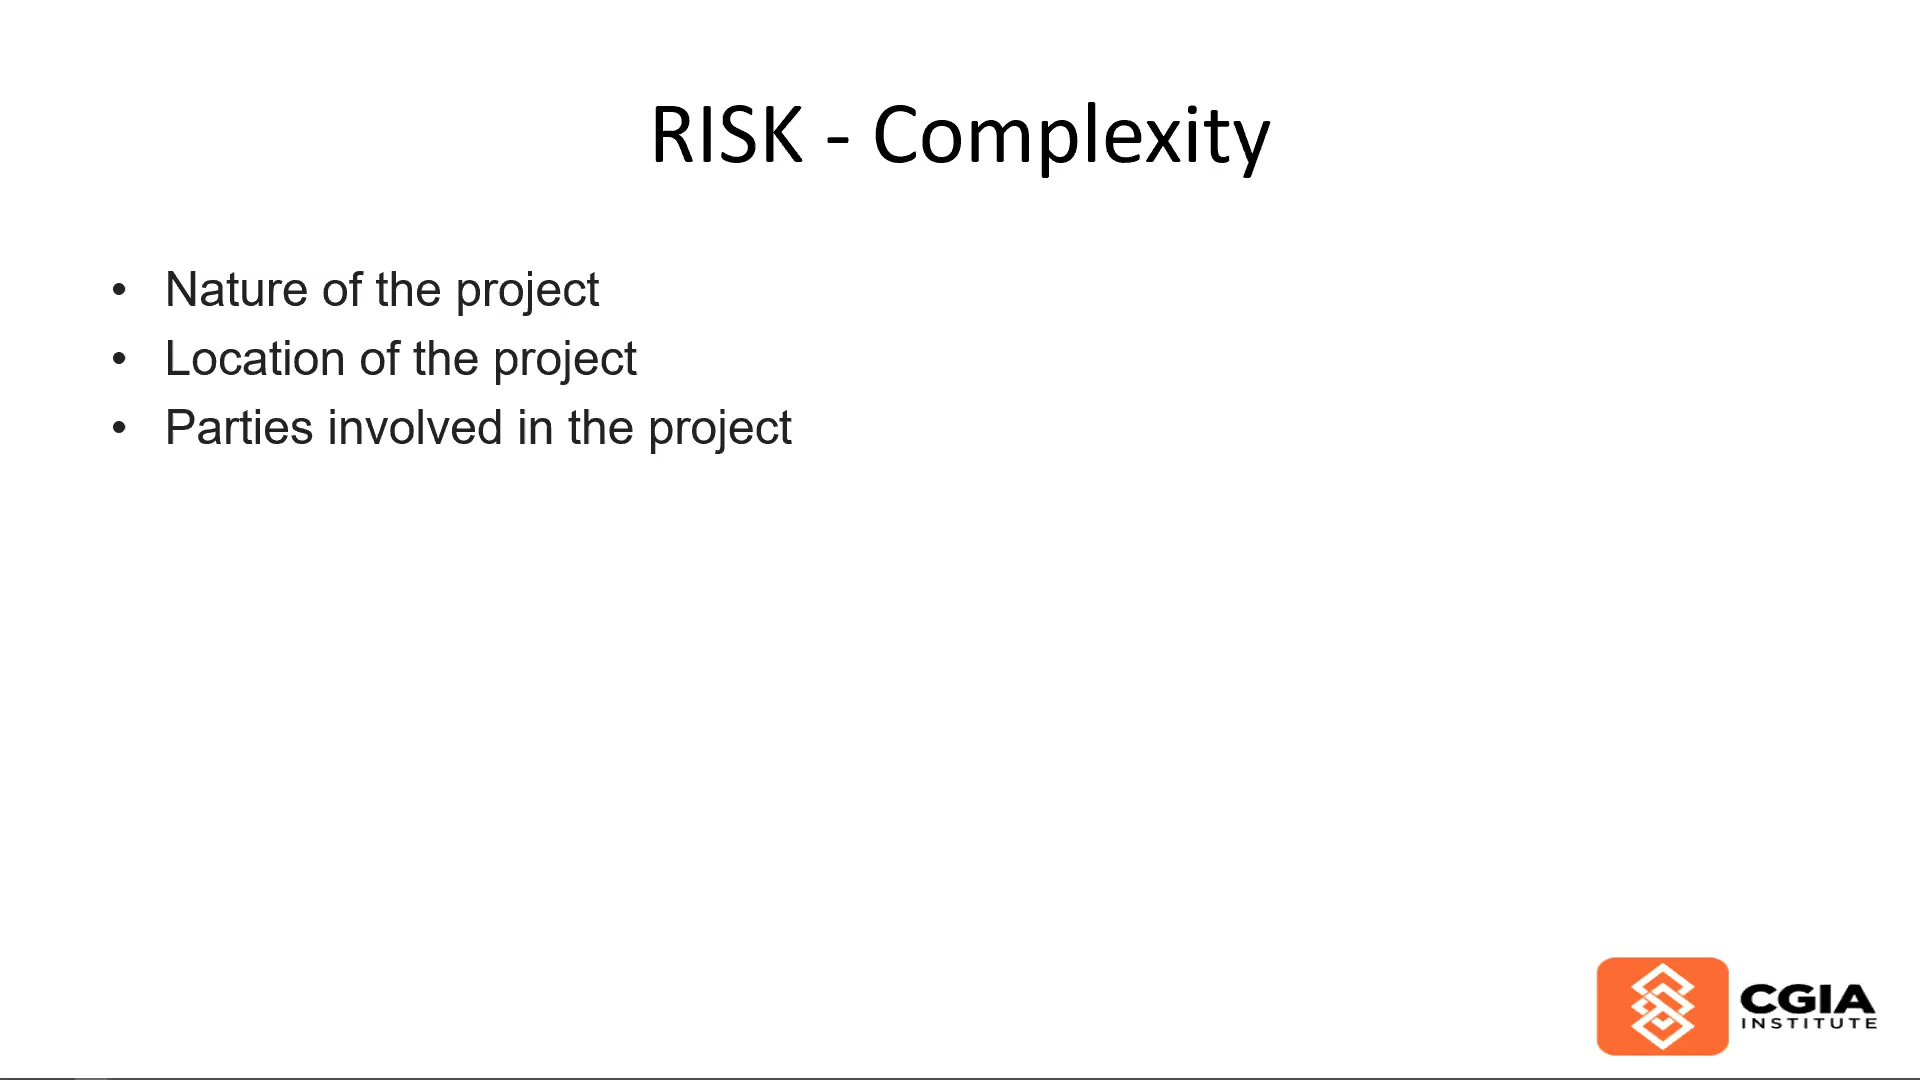 RISK - Complexity
• Nature of the project
• Location of the project
• Parties involved in the project
CGIA
INSTITUTE